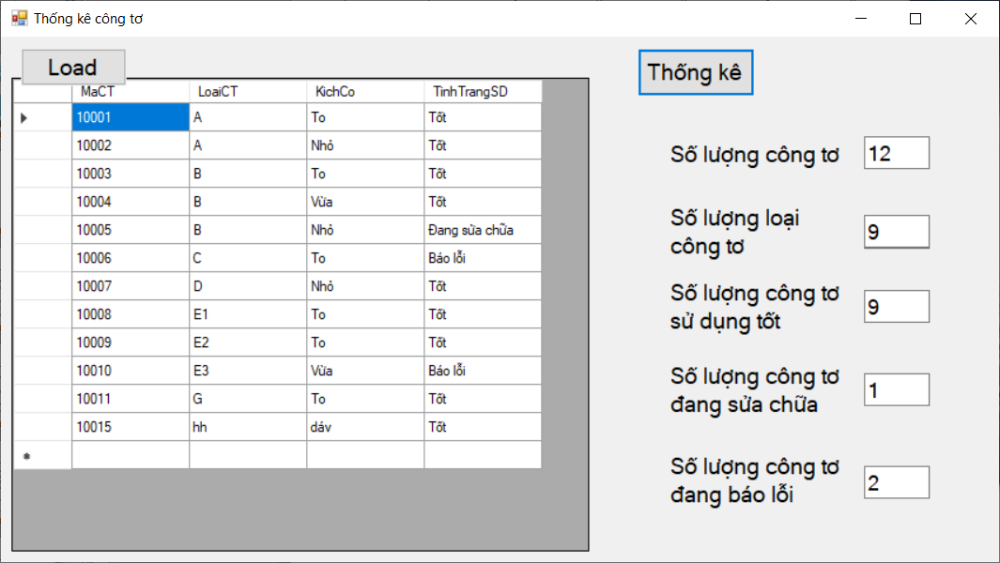 Thống kê công tơ
Load
MaCT LoaiCT KichCo TinhTrangSD
10001 A To Tốt
10002 A Nhỏ Tốt
10003 B To Tốt
10004 B Vừa Tốt
10005 B Nhỏ Đang sửa chữa
10006 C To Báo lỗi
10007 D Nhỏ Tốt
10008 E1 To Tốt
10009 E2 To Tốt
10010 E3 Vừa Báo lỗi
10011 G To Tốt
10015 hh dáv Tốt
Thống kê
Số lượng công tơ 12
Số lượng loại
công tơ 9
Số lượng công tơ
sử dụng tốt 9
Số lượng công tơ
đang sửa chữa 1
Số lượng công tơ
đang báo lỗi 2